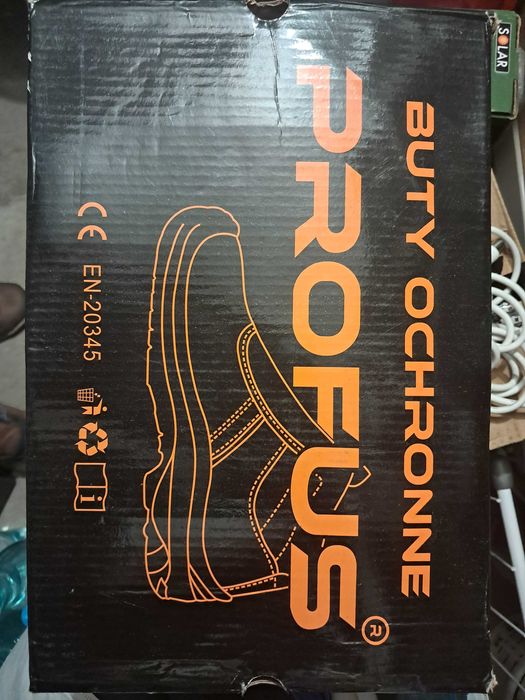 BUTY OCHRONNE
PROFUS®
CE EN-20345
SOLAR